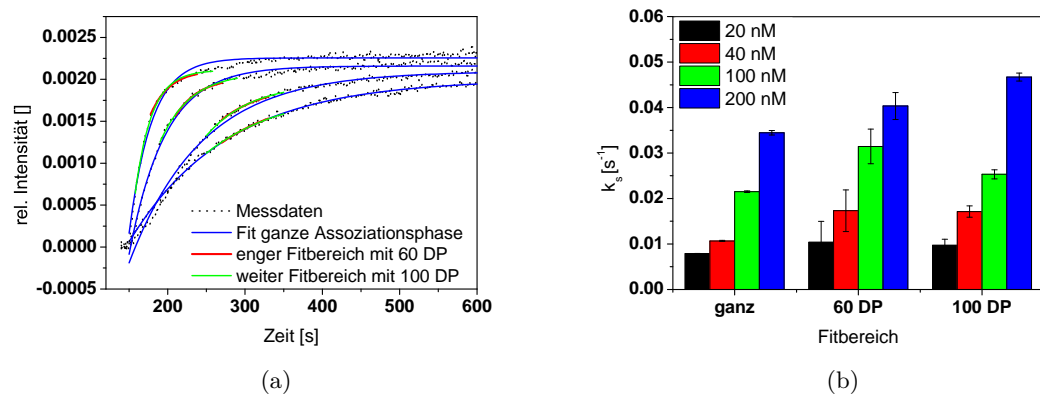 0.0025
0.0020
0.0015
0.0010
0.0005
0.0000
-0.0005
rel. Intensität []
200 300 400 500 600
Zeit [s]
Messdaten
Fit ganze Assoziationsphase
enger Fitbereich mit 60 DP
weiter Fitbereich mit 100 DP
(a)
0.06
0.05
0.04
0.03
0.02
0.01
0.00
k_s [s^-1]
20 nM
40 nM
100 nM
200 nM
ganz 60 DP 100 DP
Fitbereich
(b)